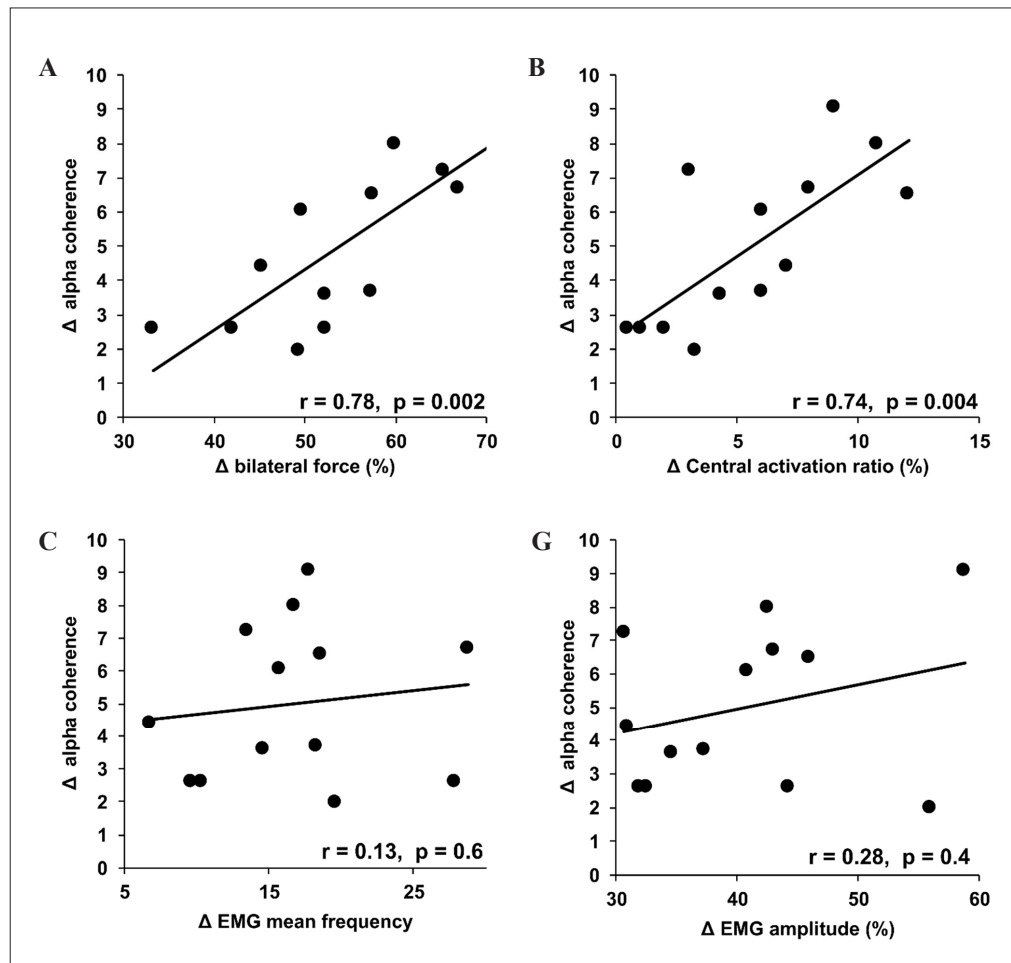 A
10
9
8
7
6
5
4
3
2
1
0
Δ alpha coherence
30 40 50 60 70
r = 0.78, p = 0.002
Δ bilateral force (%)
B
10
9
8
7
6
5
4
3
2
1
0
Δ alpha coherence
0 5 10 15
r = 0.74, p = 0.004
Δ Central activation ratio (%)
C
10
9
8
7
6
5
4
3
2
1
0
Δ alpha coherence
5 15 25
r = 0.13, p = 0.6
Δ EMG mean frequency
G
10
9
8
7
6
5
4
3
2
1
0
Δ alpha coherence
30 40 50 60
r = 0.28, p = 0.4
Δ EMG amplitude (%)